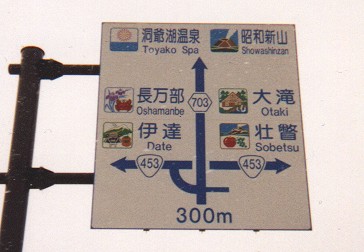 洞爺湖温泉
Toyako Spa
昭和新山
Showashinzan
703
長万部
Oshamanbe
大滝
Otaki
伊達
Date
壮瞥
Sobetsu
453
453
300m